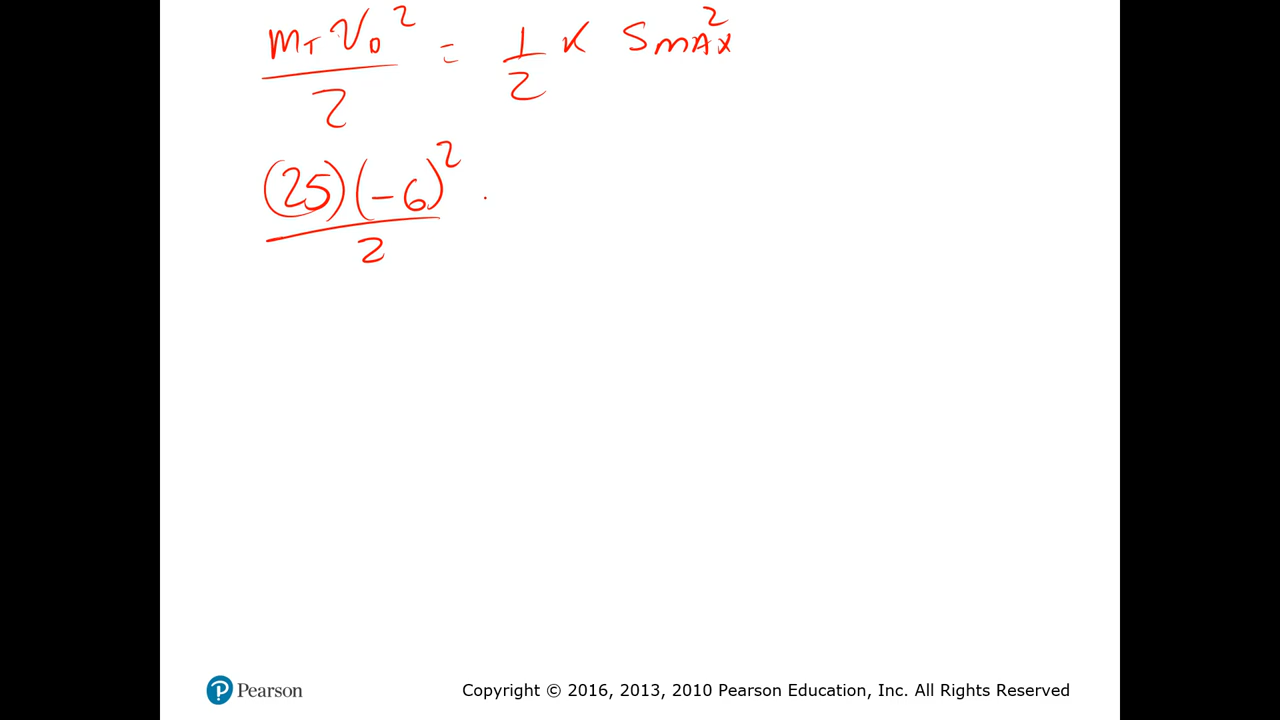 m_T v_0^2 / 2 = 1/2 K S_MAX^2
(25)(-6)^2 / 2
Pearson
Copyright © 2016, 2013, 2010 Pearson Education, Inc. All Rights Reserved